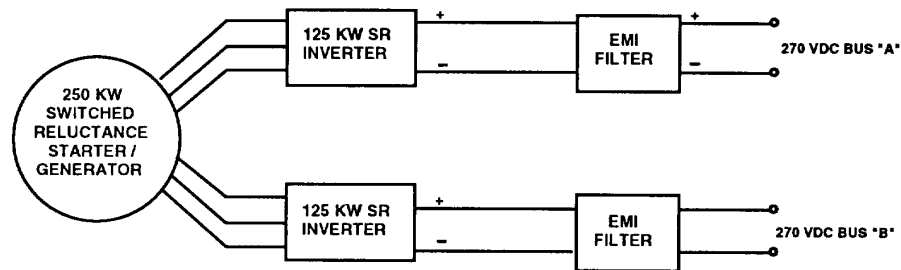 250 KW
SWITCHED
RELUCTANCE
STARTER /
GENERATOR
125 KW SR
INVERTER
+
−
EMI
FILTER
+
−
270 VDC BUS "A"
125 KW SR
INVERTER
+
−
EMI
FILTER
270 VDC BUS "B"